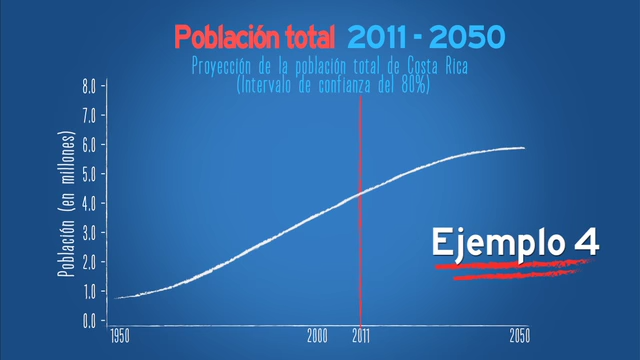 Población total 2011 - 2050
Proyección de la población total de Costa Rica
(Intervalo de confianza del 80%)
Población (en millones)
8.0
7.0
6.0
5.0
4.0
3.0
2.0
1.0
0.0
Ejemplo 4
1950 2000 2011 2050